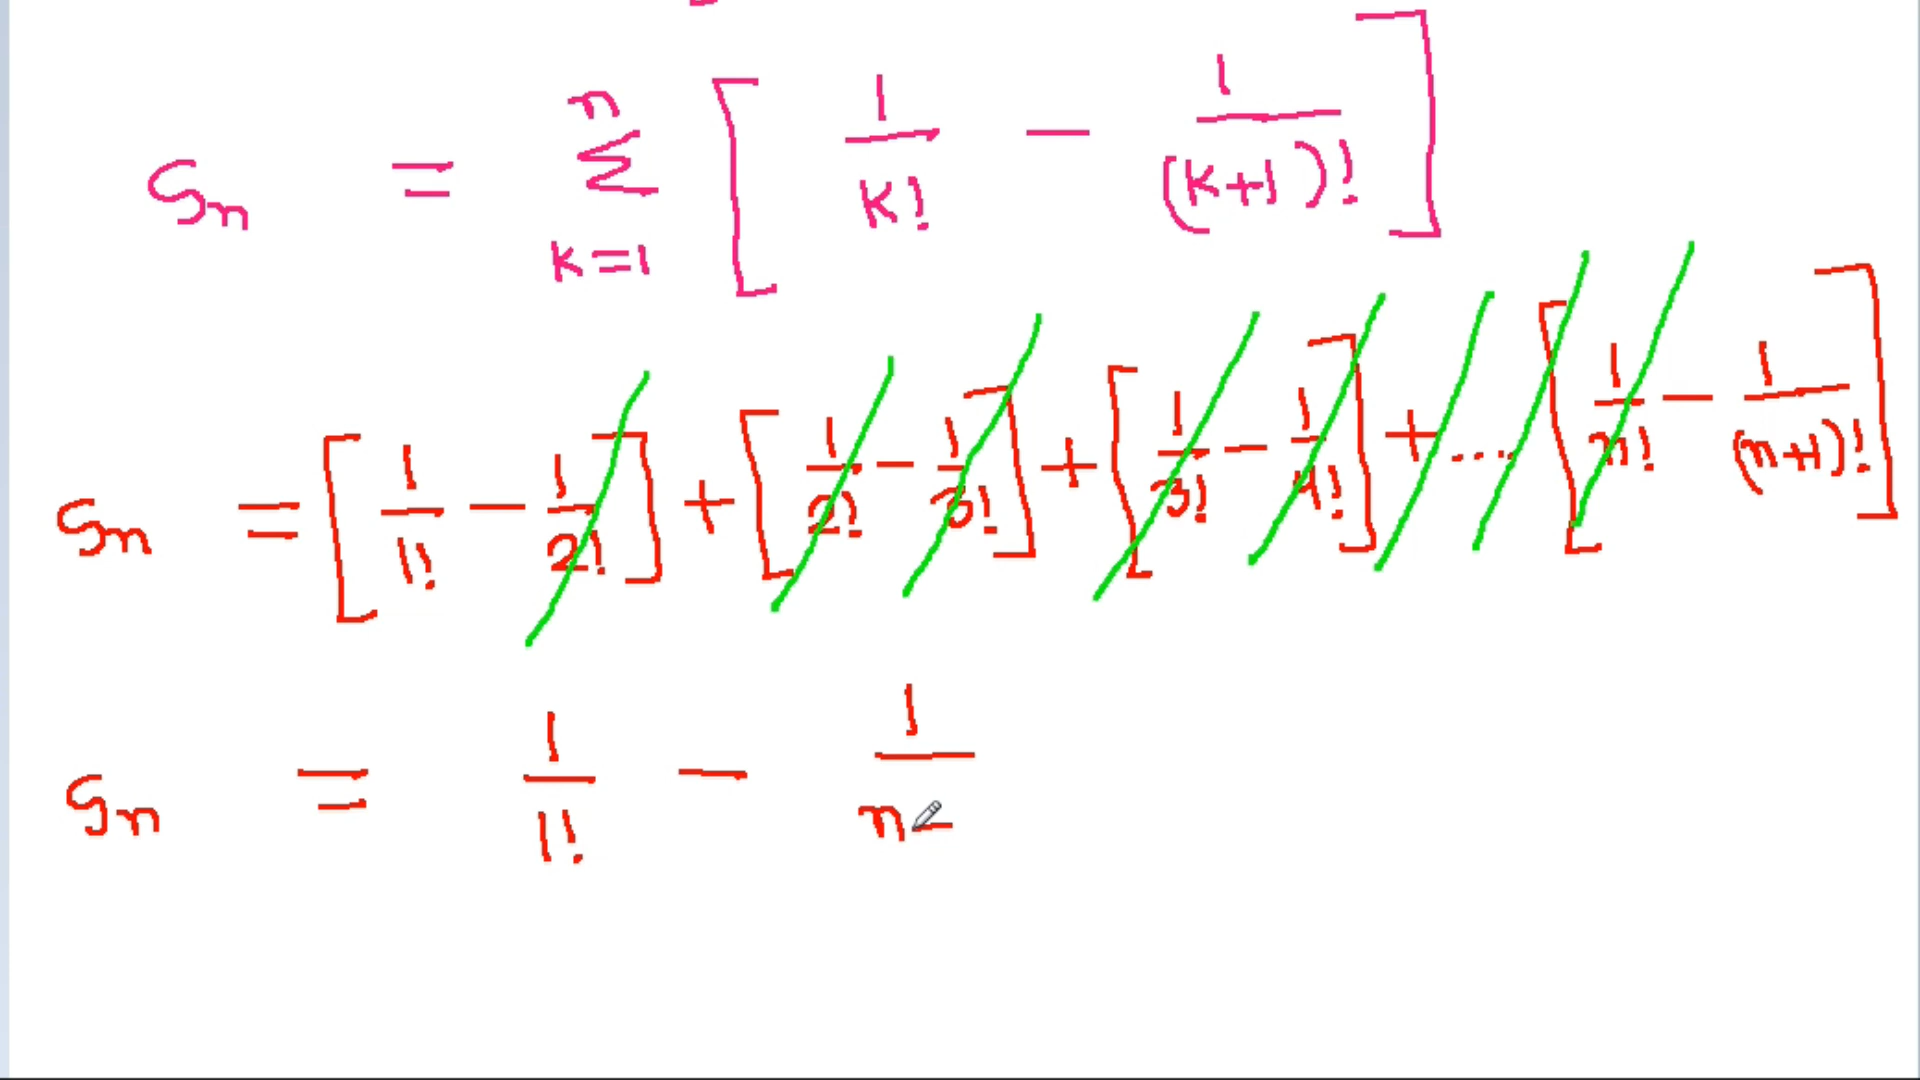 Sn = n Σ k=1 [ 1/k! - 1/(k+1)! ]
Sn = [ 1/1! - 1/2! ] + [ 1/2! - 1/3! ] + [ 1/3! - 1/4! ] + .... [ 1/n! - 1/(n+1)! ]
Sn = 1/1! - 1/n-